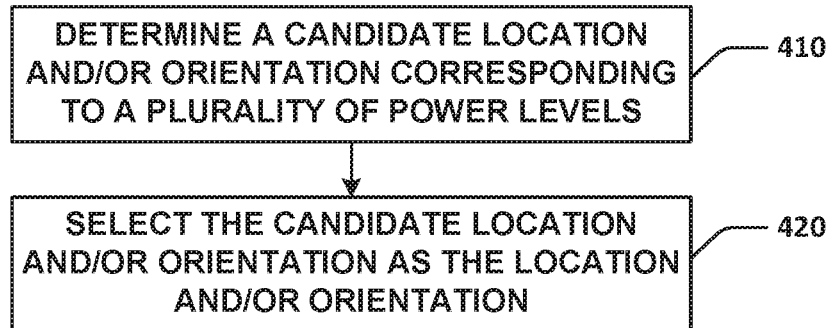 DETERMINE A CANDIDATE LOCATION
AND/OR ORIENTATION CORRESPONDING
TO A PLURALITY OF POWER LEVELS
410
SELECT THE CANDIDATE LOCATION
AND/OR ORIENTATION AS THE LOCATION
AND/OR ORIENTATION
420